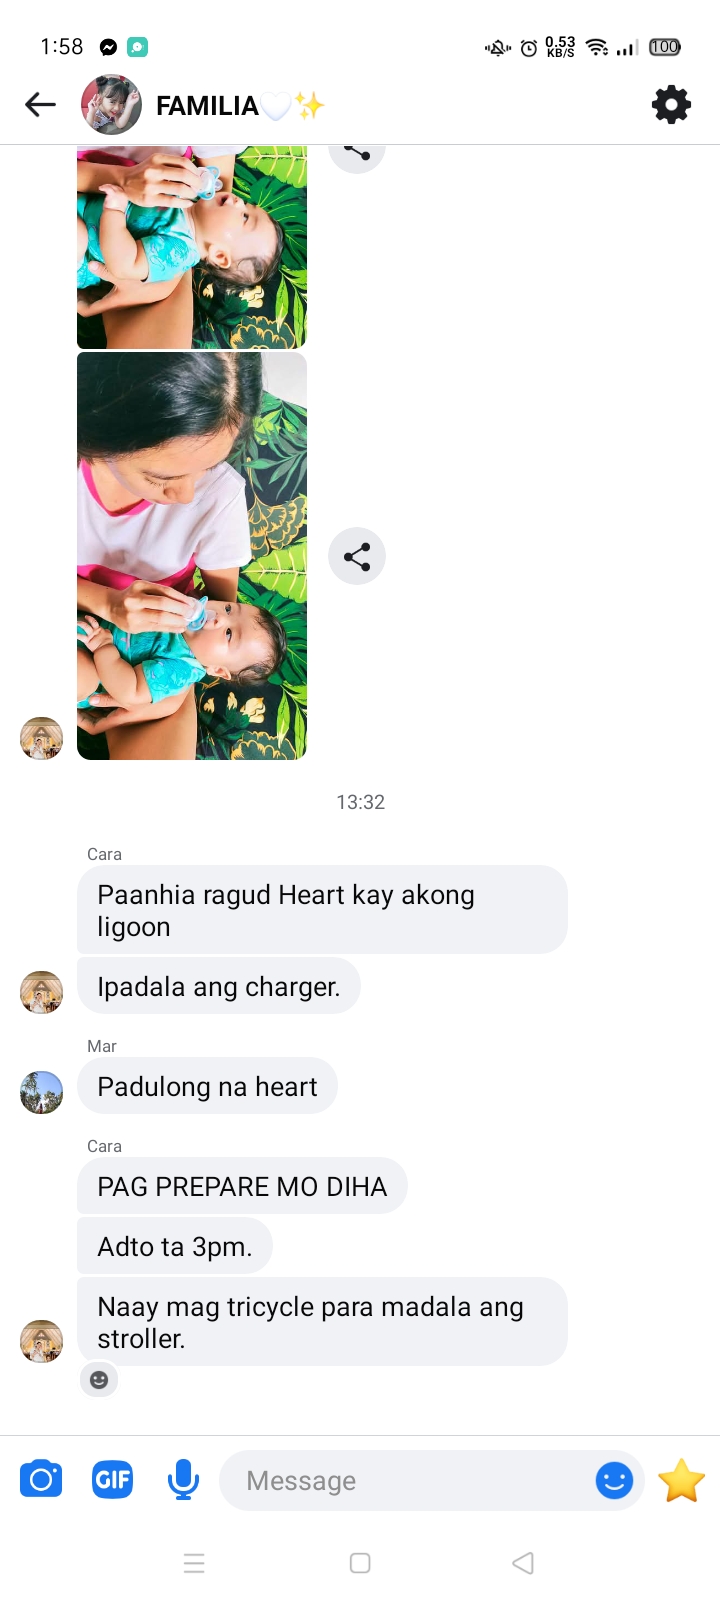 1:58
0.53
KB/S
100
FAMILIA🤍✨
13:32
Cara
Paanhia ragud Heart kay akong
ligoon
Ipadala ang charger.
Mar
Padulong na heart
Cara
PAG PREPARE MO DIHA
Adto ta 3pm.
Naay mag tricycle para madala ang
stroller.
GIF
Message